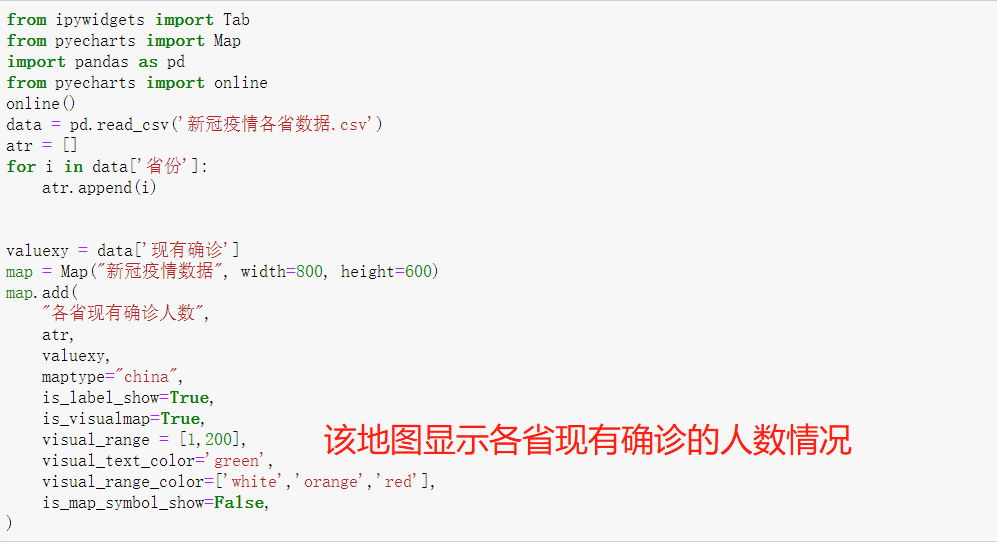 from ipywidgets import Tab
from pyecharts import Map
import pandas as pd
from pyecharts import online
online()
data = pd.read_csv('新冠疫情各省数据.csv')
atr = []
for i in data['省份']:
    atr.append(i)
valuexy = data['现有确诊']
map = Map("新冠疫情数据", width=800, height=600)
map.add(
    "各省现有确诊人数",
    atr,
    valuexy,
    maptype="china",
    is_label_show=True,
    is_visualmap=True,
    visual_range = [1,200],
    visual_text_color='green',
    visual_range_color=['white','orange','red'],
    is_map_symbol_show=False,
)
该地图显示各省现有确诊的人数情况